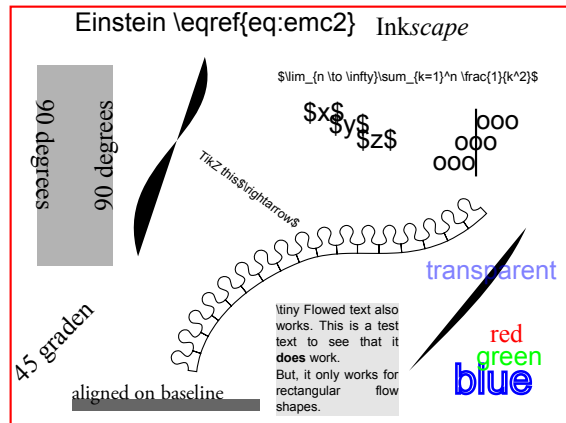 Einstein \eqref{eq:emc2} Inkscape
$\lim_{n \to \infty}\sum_{k=1}^n \frac{1}{k^2}$
90 degrees
90 degrees
$x$
$y$
$z$
ooo
ooo
ooo
TikZ this$\rightarrow$
transparent
45 graden
\tiny Flowed text also
works. This is a test
text to see that it
does work.
But, it only works for
rectangular flow
shapes.
red
green
blue
aligned on baseline